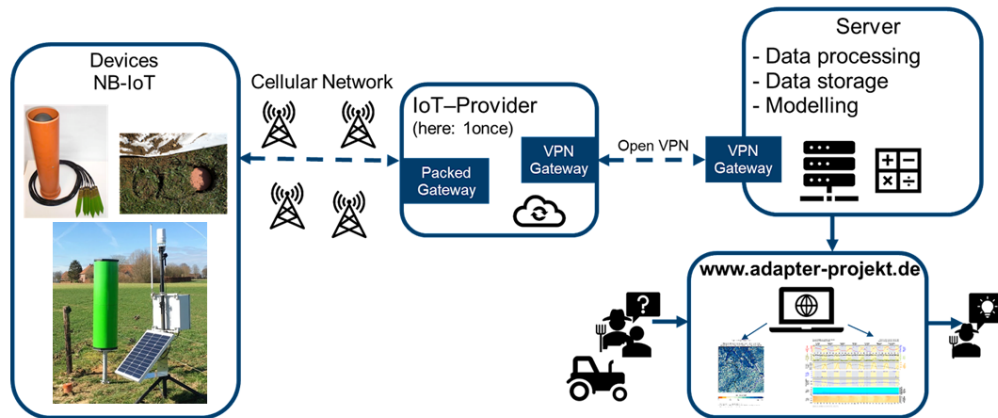 Devices
NB-IoT
Cellular Network
IoT–Provider
(here: 1once)
Packed
Gateway
VPN
Gateway
Open VPN
VPN
Gateway
Server
- Data processing
- Data storage
- Modelling
www.adapter-projekt.de
?